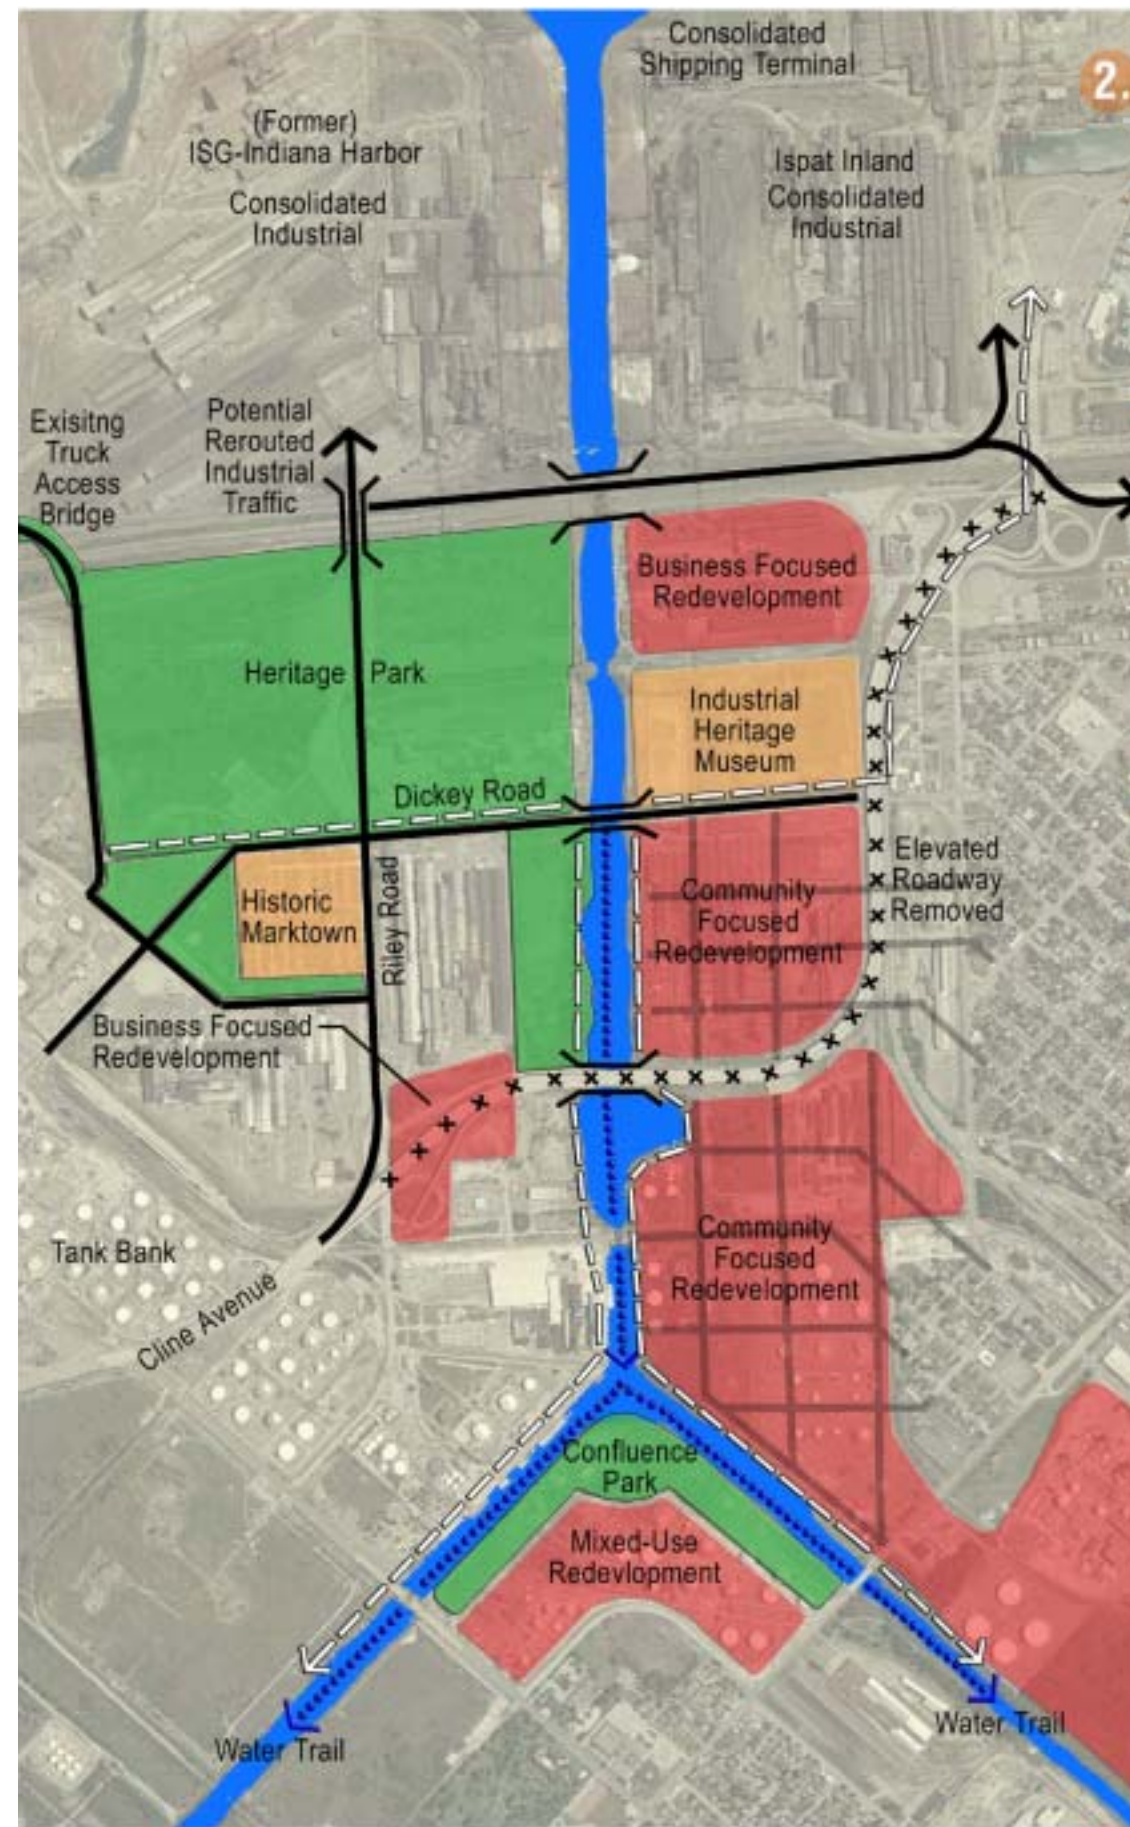 Consolidated
Shipping Terminal
2.
(Former)
ISG-Indiana Harbor
Consolidated
Industrial
Ispat Inland
Consolidated
Industrial
Exisitng
Truck
Access
Bridge
Potential
Rerouted
Industrial
Traffic
Business Focused
Redevelopment
Heritage Park
Industrial
Heritage
Museum
Dickey Road
Elevated
Roadway
Removed
Historic
Marktown
Riley Road
Community
Focused
Redevelopment
Business Focused
Redevelopment
Tank Bank
Cline Avenue
Community
Focused
Redevelopment
Confluence
Park
Mixed-Use
Redevlopment
Water Trail
Water Trail